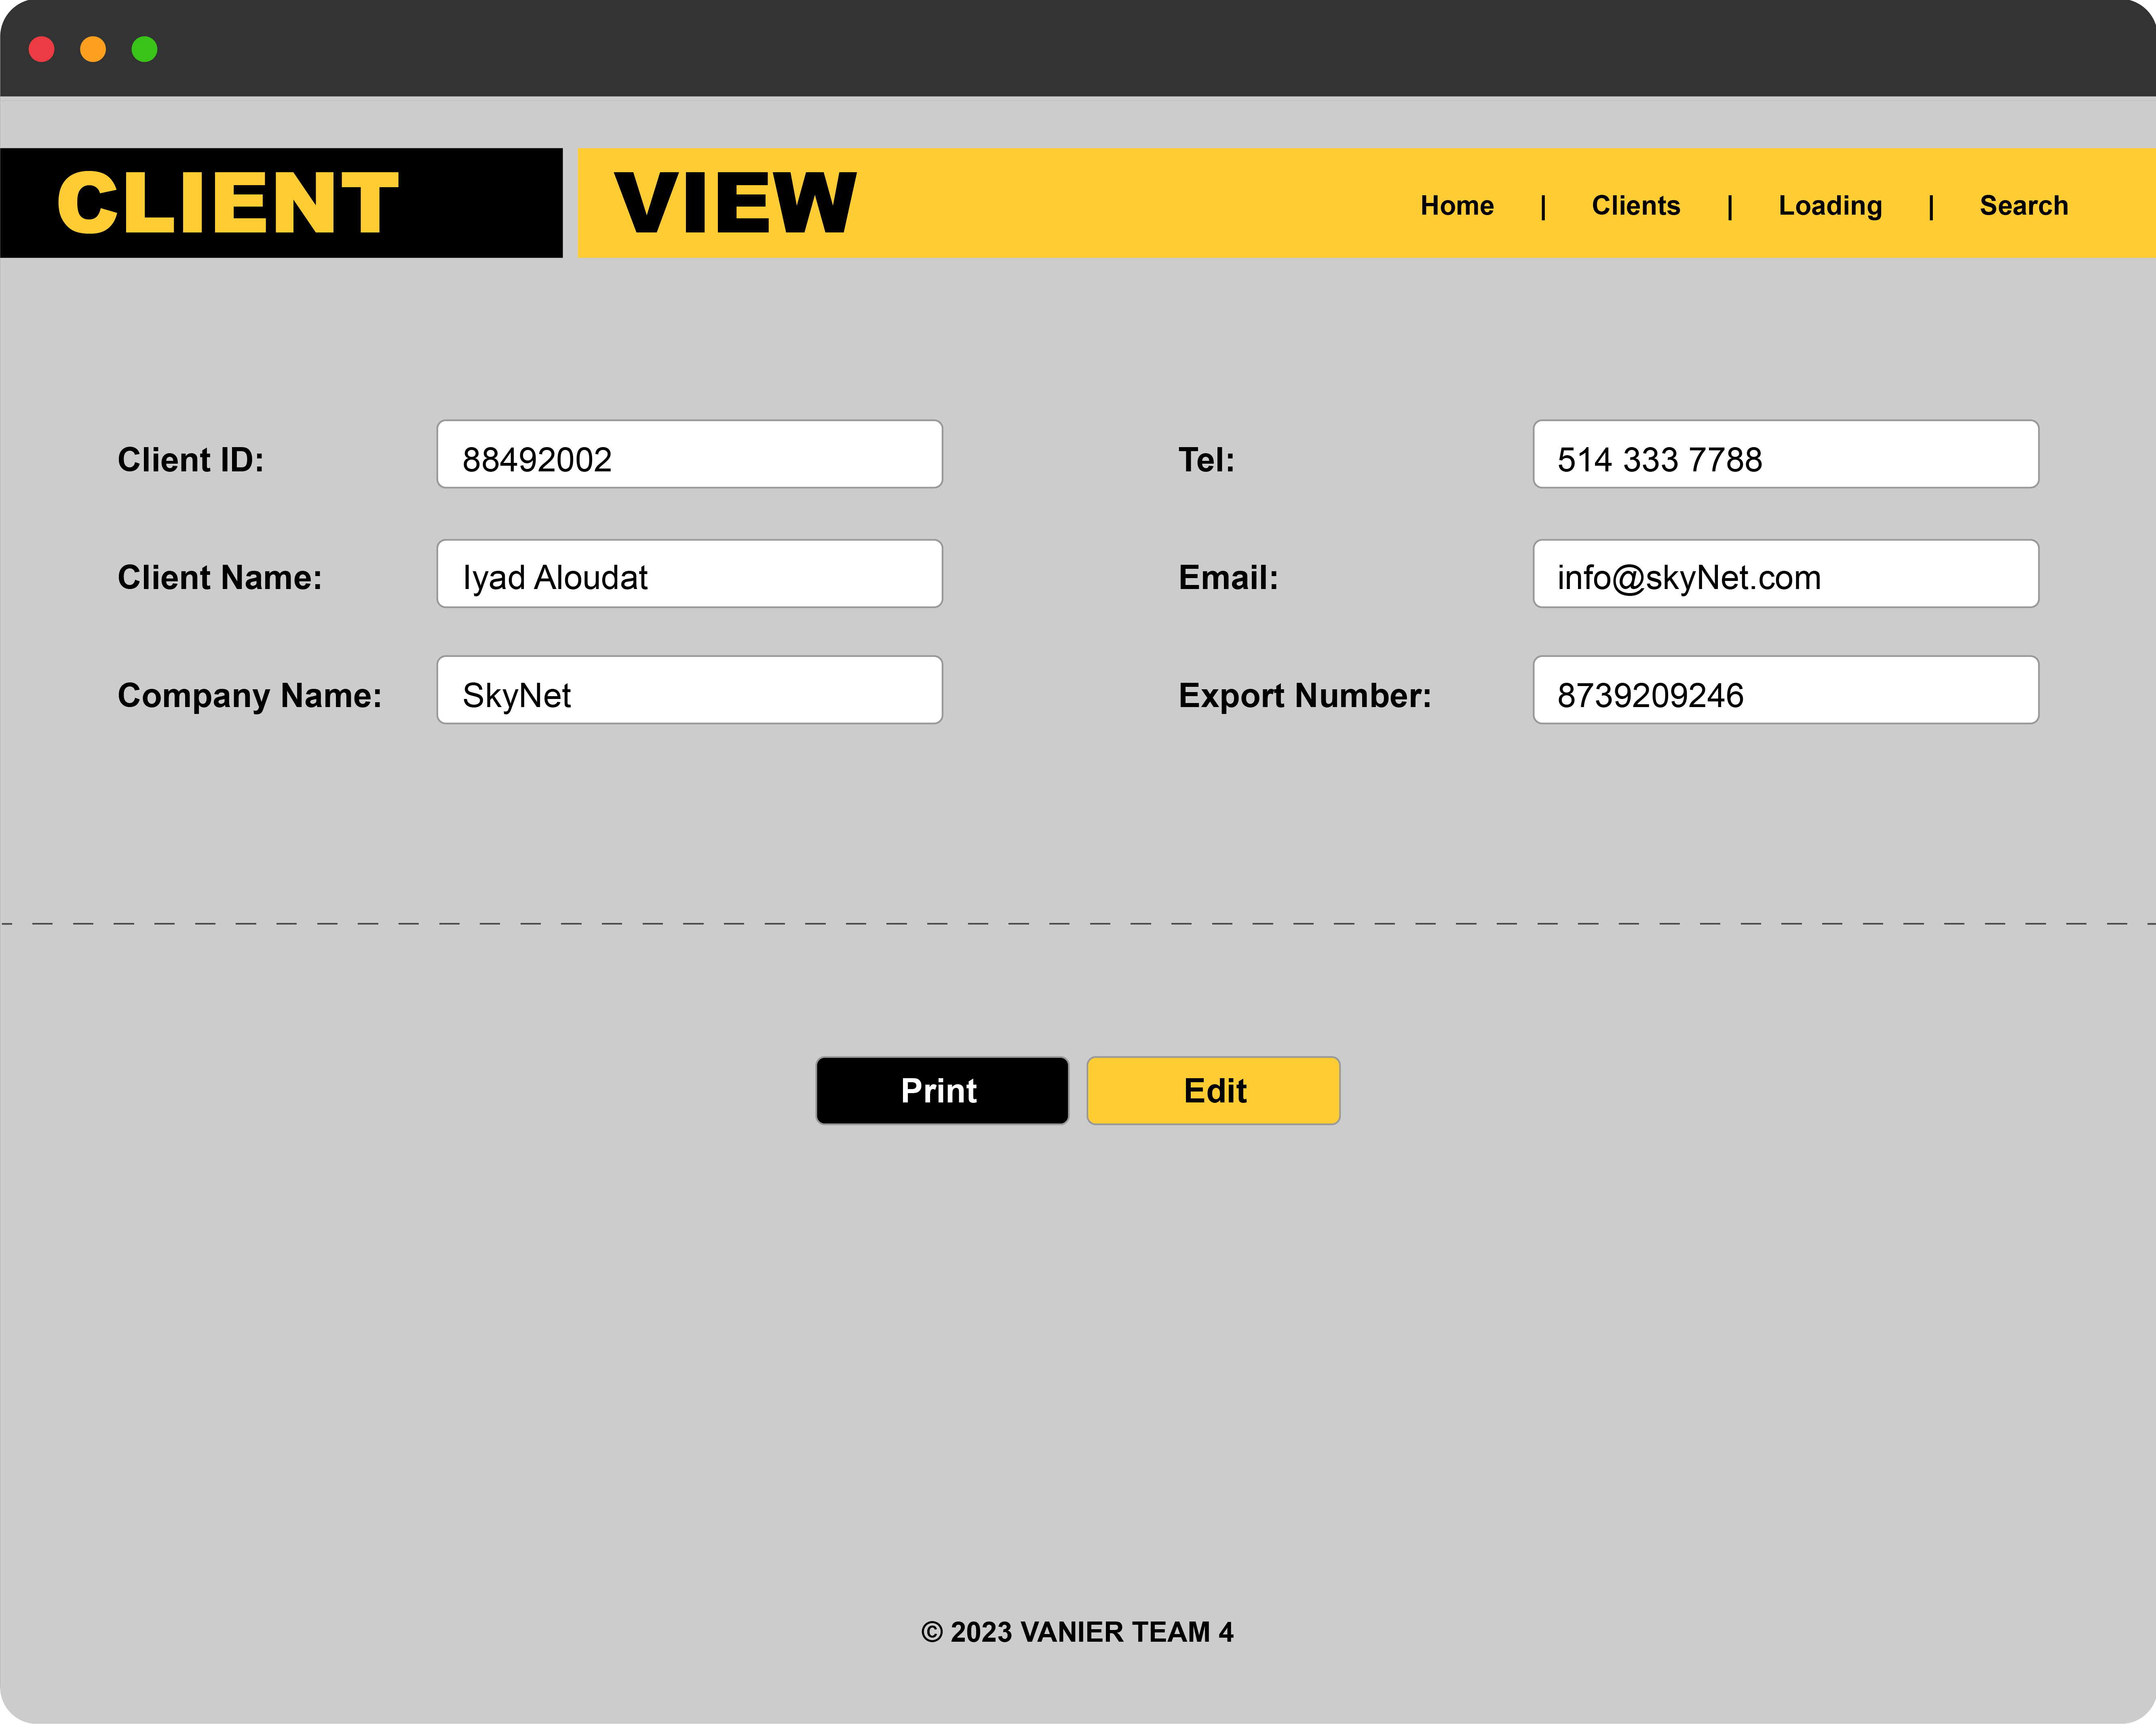 CLIENT VIEW Home | Clients | Loading | Search
Client ID: 88492002 Tel: 514 333 7788
Client Name: Iyad Aloudat Email: info@skyNet.com
Company Name: SkyNet Export Number: 8739209246
Print Edit
© 2023 VANIER TEAM 4